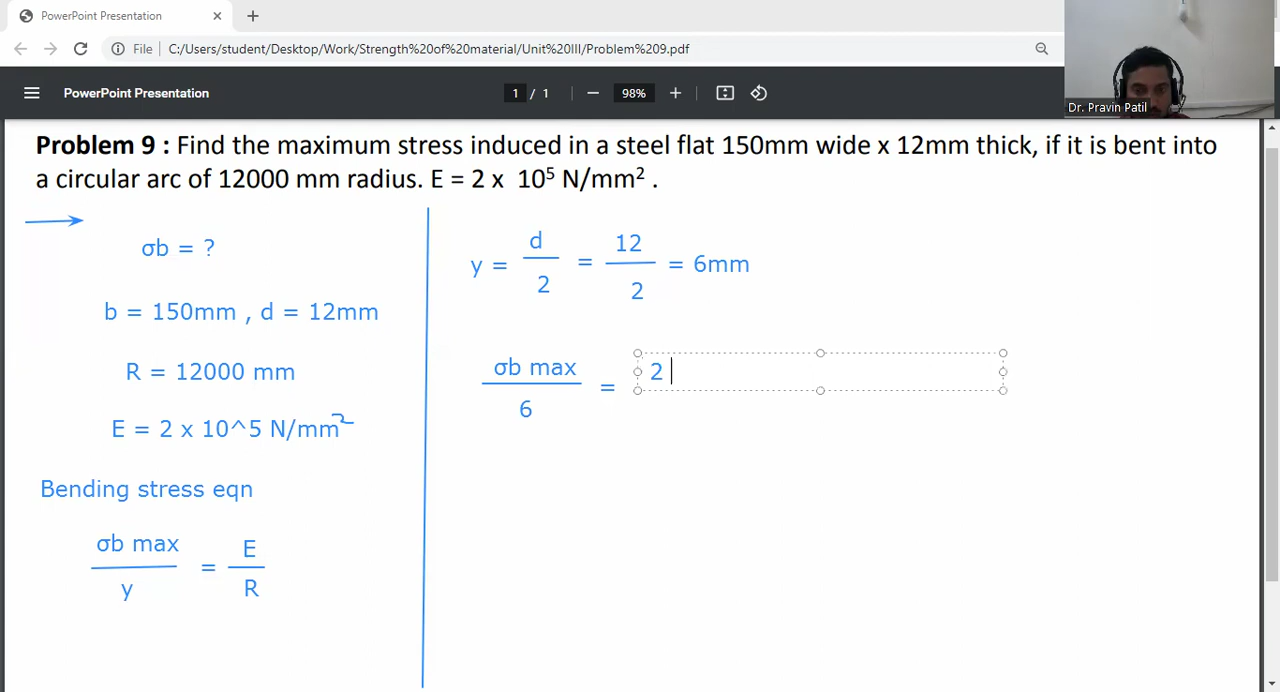 PowerPoint Presentation
File
C:/Users/student/Desktop/Work/Strength%20of%20material/Unit%20III/Problem%209.pdf
PowerPoint Presentation
1 / 1
98%
Dr. Pravin Patil
Problem 9 : Find the maximum stress induced in a steel flat 150mm wide x 12mm thick, if it is bent into
a circular arc of 12000 mm radius. E = 2 x 10⁵ N/mm² .
σb = ?
b = 150mm , d = 12mm
R = 12000 mm
E = 2 x 10^5 N/mm²
Bending stress eqn
σb max
y
=
E
R
y =
d
2
=
12
2
= 6mm
σb max
6
=
2